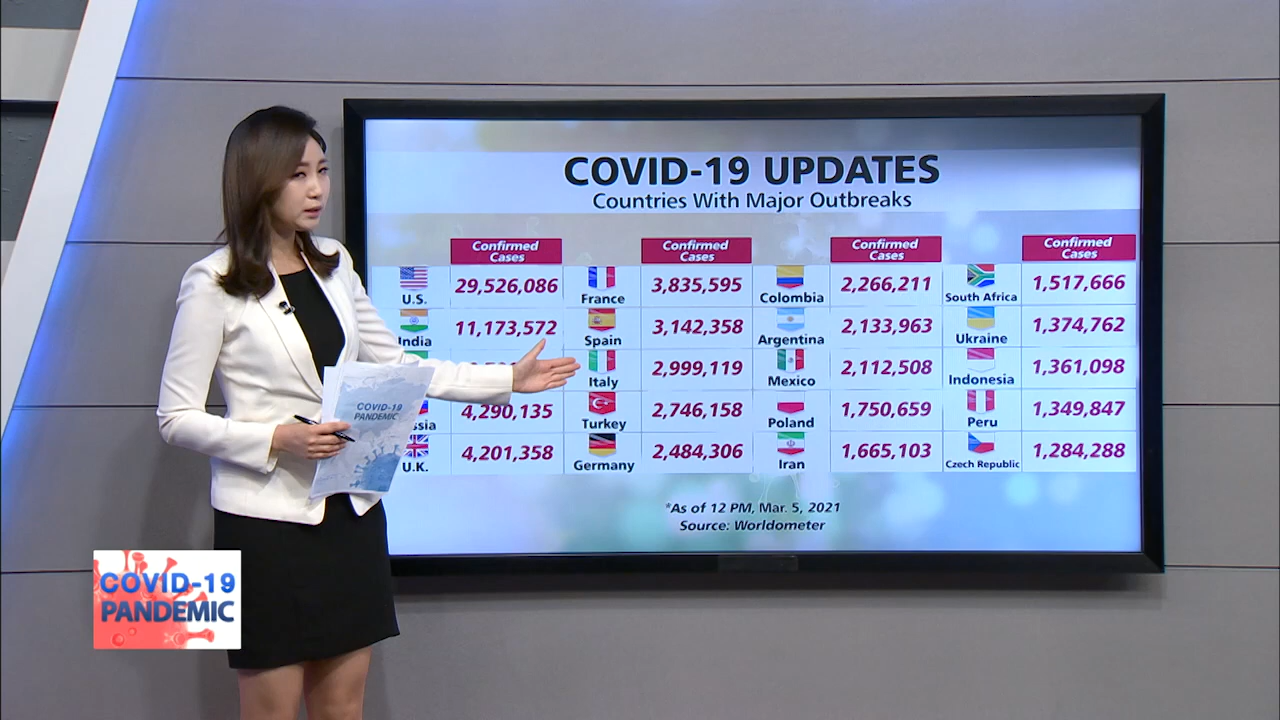 COVID-19 UPDATES
Countries With Major Outbreaks
Confirmed Cases
Confirmed Cases
Confirmed Cases
Confirmed Cases
U.S. 29,526,086 France 3,835,595 Colombia 2,266,211 South Africa 1,517,666
India 11,173,572 Spain 3,142,358 Argentina 2,133,963 Ukraine 1,374,762
Italy 2,999,119 Mexico 2,112,508 Indonesia 1,361,098
4,290,135 Turkey 2,746,158 Poland 1,750,659 Peru 1,349,847
U.K. 4,201,358 Germany 2,484,306 Iran 1,665,103 Czech Republic 1,284,288
*As of 12 PM, Mar. 5, 2021
Source: Worldometer
COVID-19
PANDEMIC
COVID-19
PANDEMIC